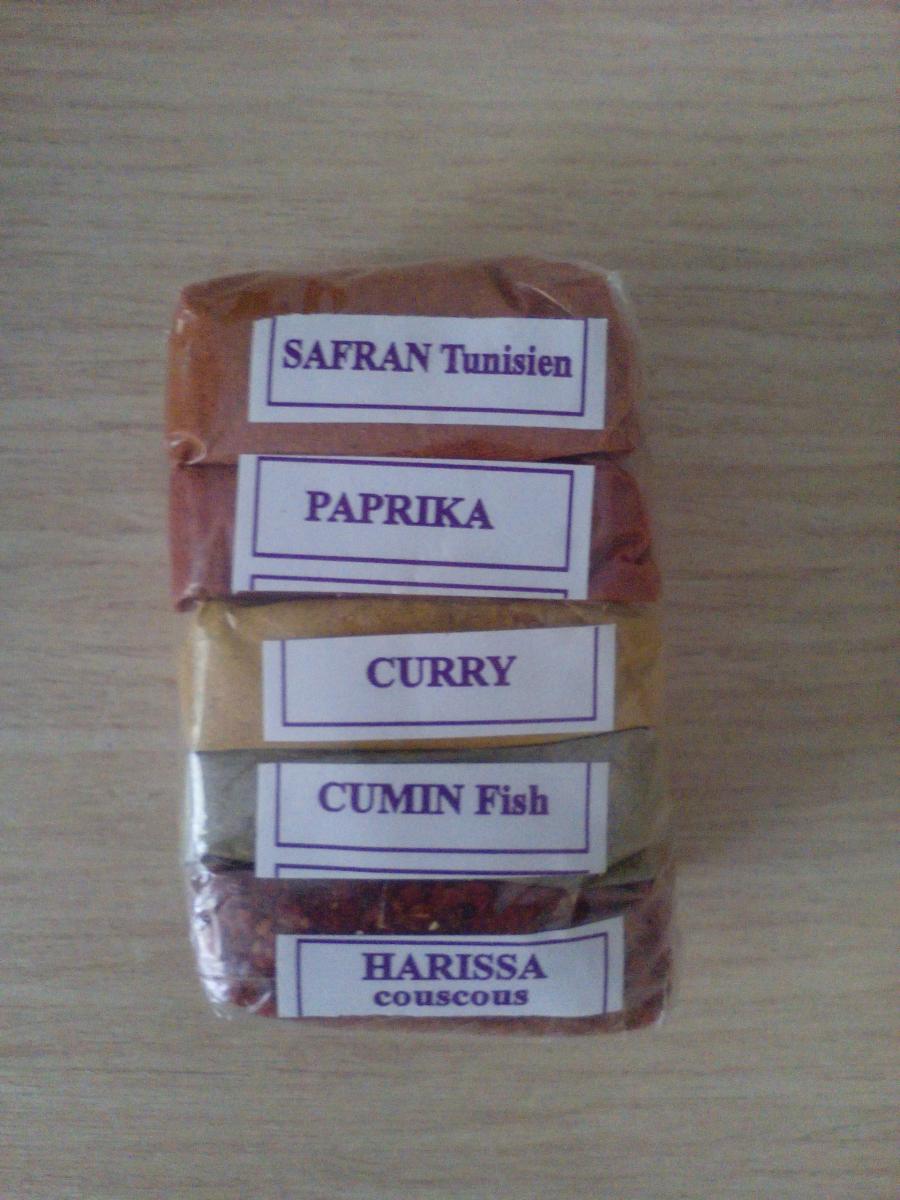 SAFRAN Tunisien
PAPRIKA
CURRY
CUMIN Fish
HARISSA
couscous